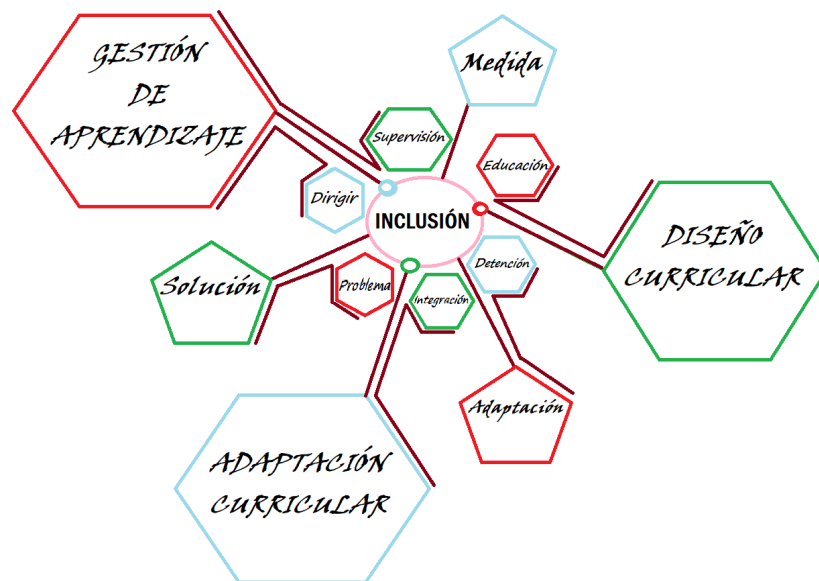 GESTIÓN
DE
APRENDIZAJE
Medida
Supervisión
Educación
Dirigir
INCLUSIÓN
DISEÑO
CURRICULAR
Solución
Problema
Detención
Integración
Adaptación
ADAPTACIÓN
CURRICULAR